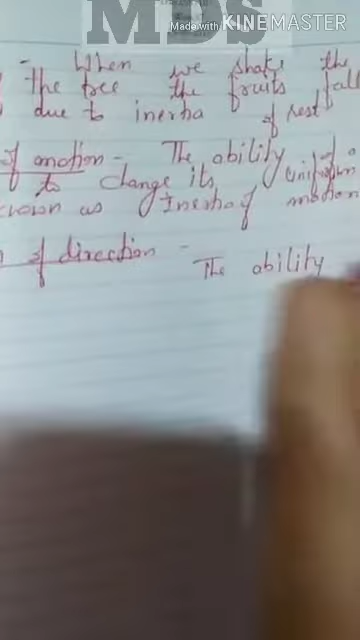 MDS
Made with KINEMASTER
- When we shake the
the tree the fruits fall
due to inertia of rest
of motion - The ability of a
to change its uniform
known as Inertia of motion
of direction -
The ability